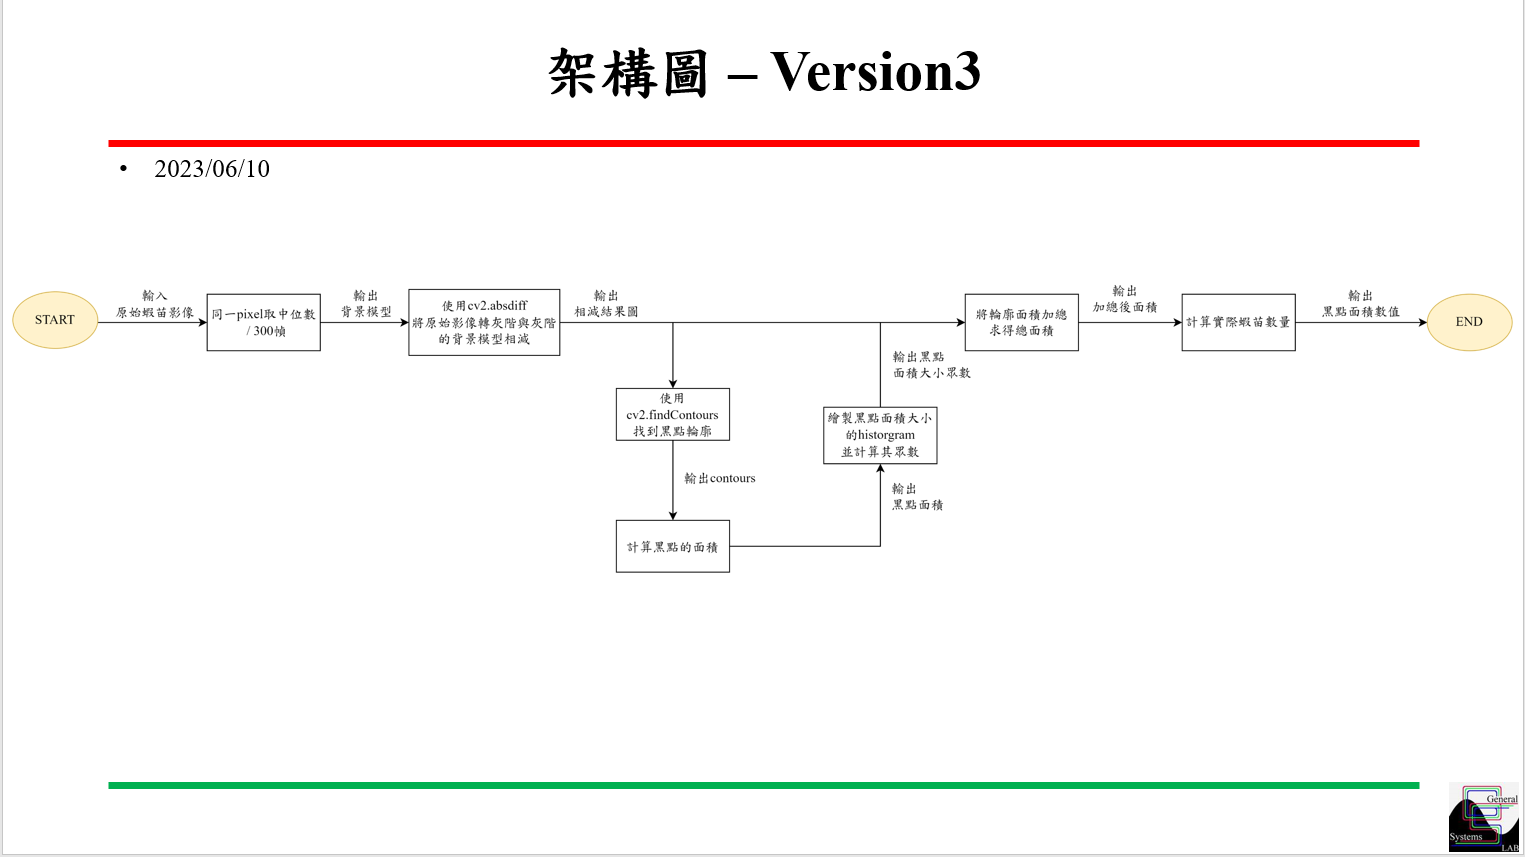 架構圖 – Version3
• 2023/06/10
START
輸入
原始蝦苗影像
同一pixel取中位數
/ 300幀
輸出
背景模型
使用cv2.absdiff
將原始影像轉灰階與灰階
的背景模型相減
輸出
相減結果圖
使用
cv2.findContours
找到黑點輪廓
輸出contours
計算黑點的面積
輸出
黑點面積
繪製黑點面積大小
的historgram
並計算其眾數
輸出黑點
面積大小眾數
將輪廓面積加總
求得總面積
輸出
加總後面積
計算實際蝦苗數量
輸出
黑點面積數值
END
General
Systems
LAB